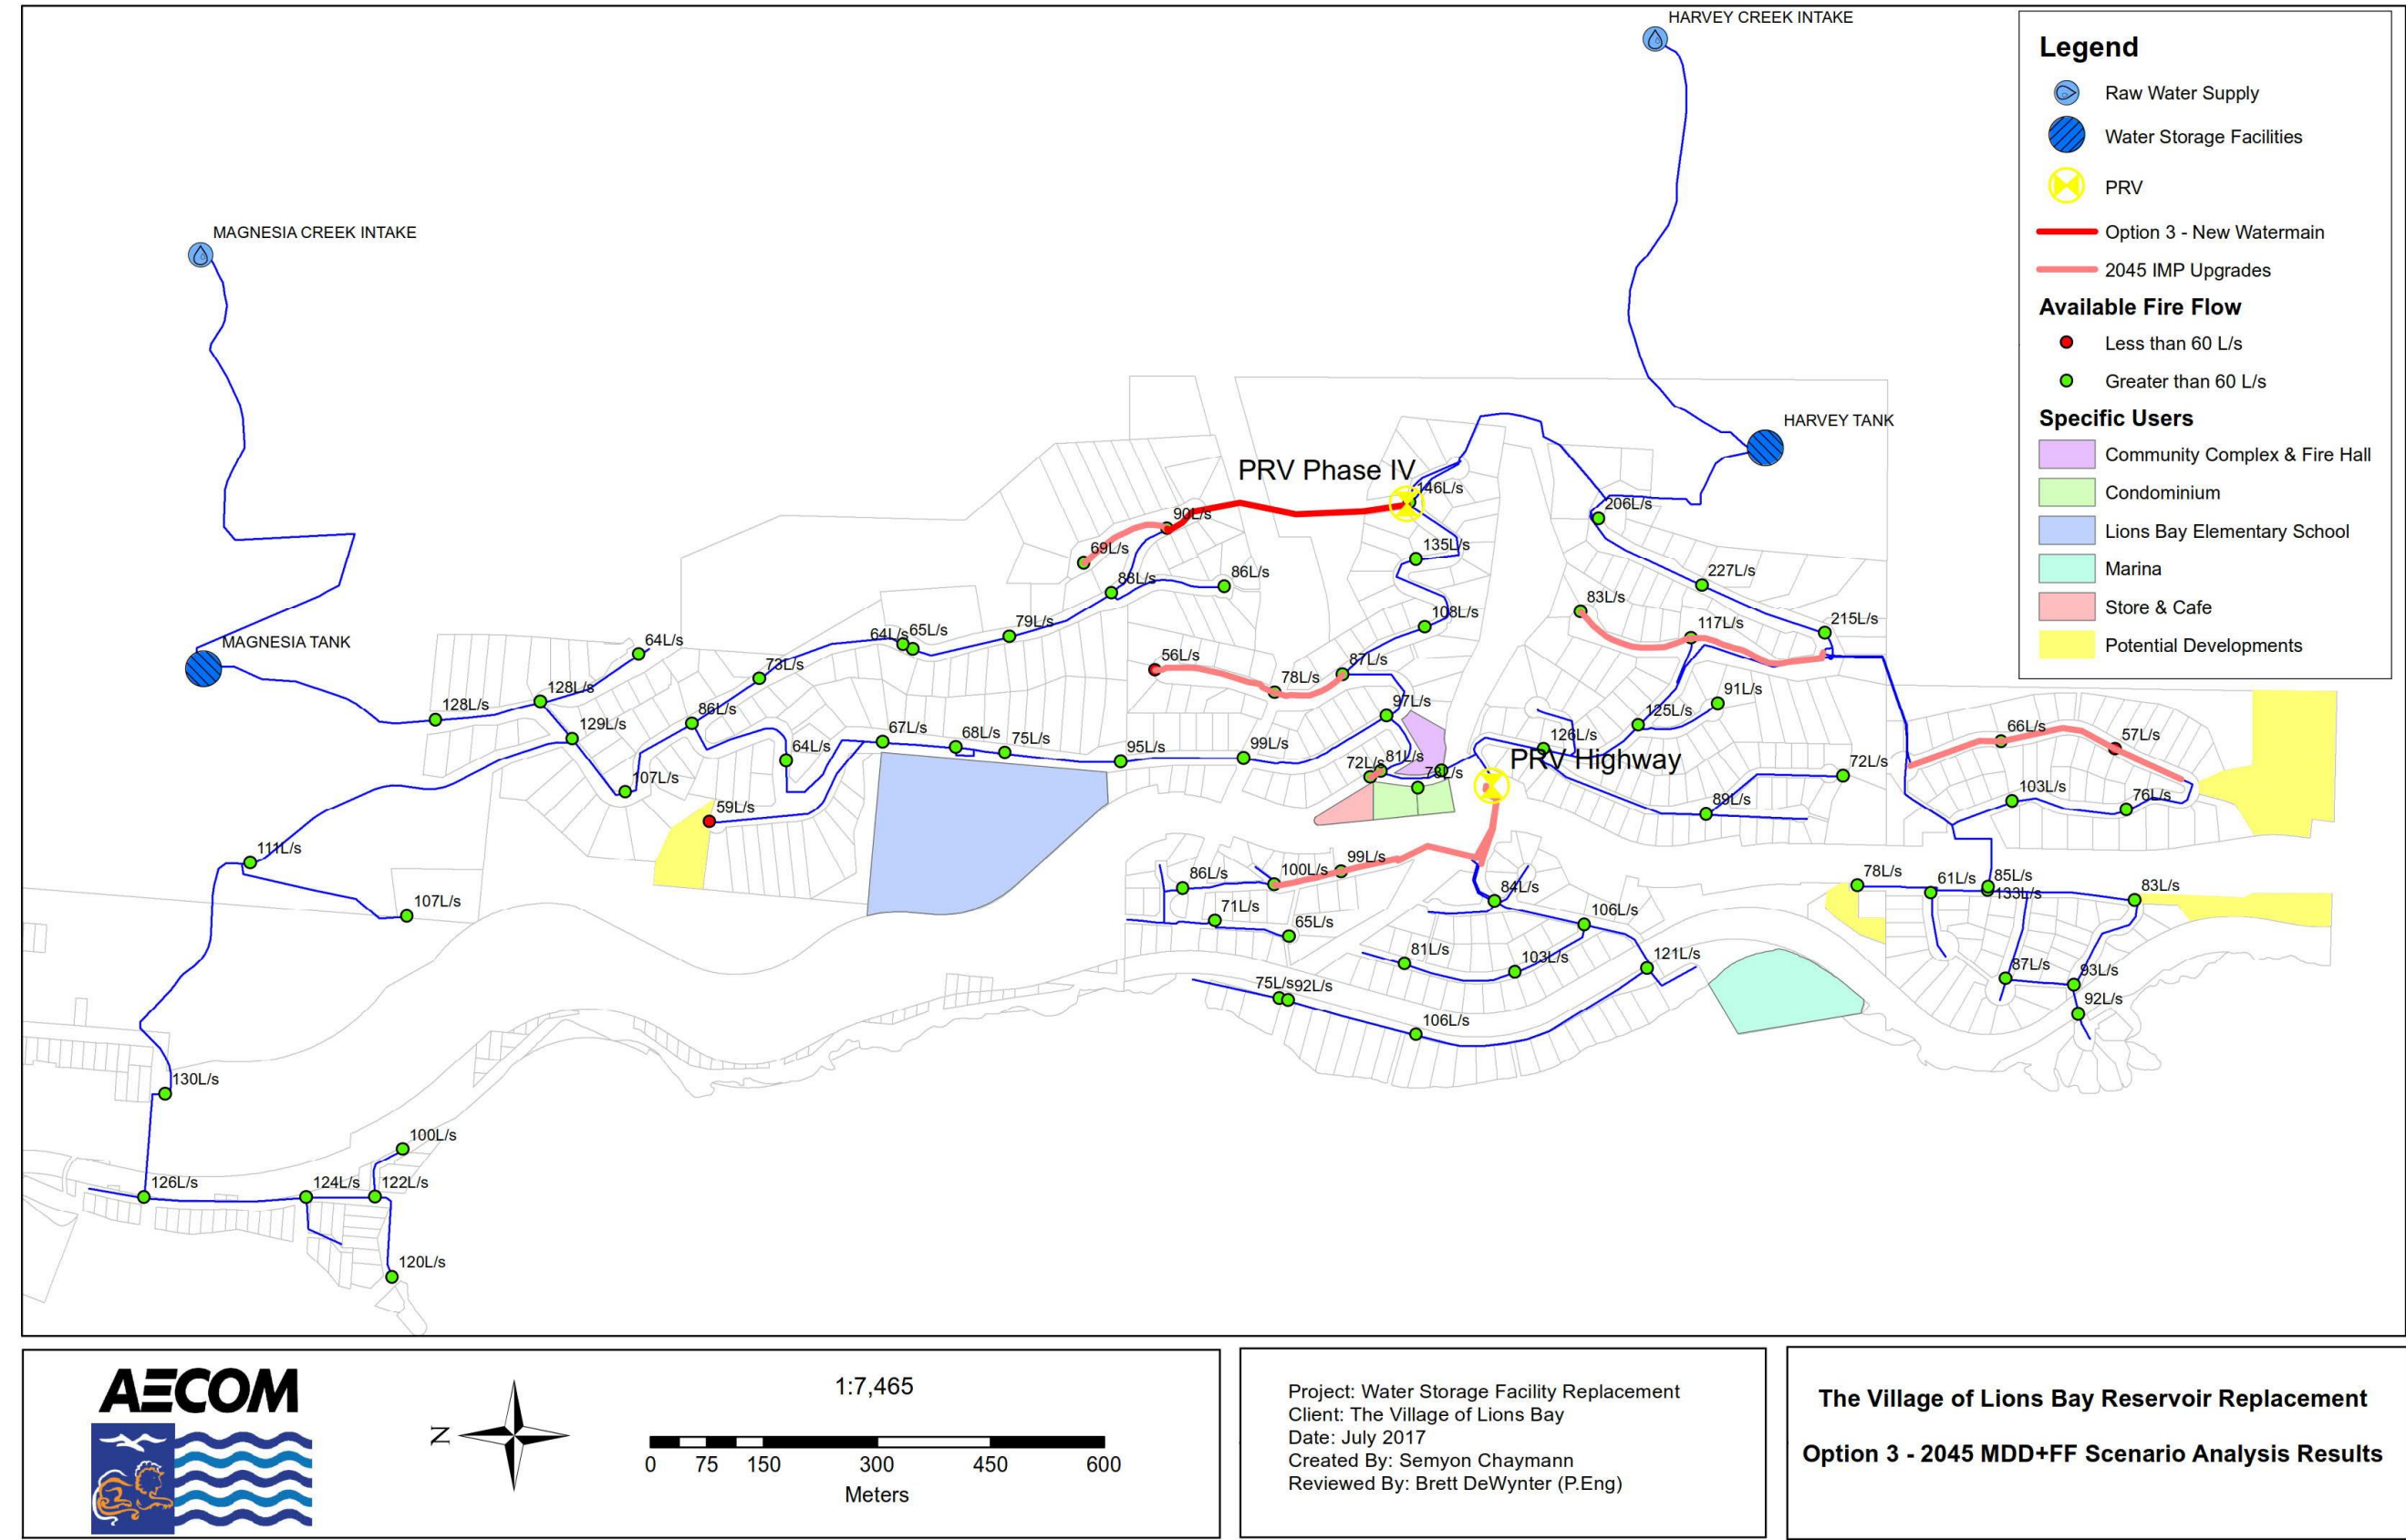 HARVEY CREEK INTAKE
MAGNESIA CREEK INTAKE
HARVEY TANK
MAGNESIA TANK
PRV Phase IV
PRV Highway
146L/s
206L/s
90L/s
69L/s
135L/s
88L/s
86L/s
227L/s
83L/s
108L/s
79L/s
117L/s
215L/s
64L/s
65L/s
64L/s
56L/s
73L/s
87L/s
78L/s
128L/s
128L/s
91L/s
97L/s
86L/s
129L/s
125L/s
67L/s
68L/s
75L/s
64L/s
95L/s
99L/s
126L/s
66L/s
57L/s
72L/s
81L/s
73L/s
72L/s
107L/s
59L/s
89L/s
103L/s
76L/s
111L/s
99L/s
100L/s
86L/s
84L/s
78L/s
61L/s
85L/s
133L/s
83L/s
107L/s
71L/s
65L/s
106L/s
81L/s
103L/s
121L/s
87L/s
93L/s
75L/s
92L/s
92L/s
106L/s
130L/s
100L/s
126L/s
124L/s
122L/s
120L/s
Legend
Raw Water Supply
Water Storage Facilities
PRV
Option 3 - New Watermain
2045 IMP Upgrades
Available Fire Flow
Less than 60 L/s
Greater than 60 L/s
Specific Users
Community Complex & Fire Hall
Condominium
Lions Bay Elementary School
Marina
Store & Cafe
Potential Developments
AECOM
N
1:7,465
0 75 150 300 450 600
Meters
Project: Water Storage Facility Replacement
Client: The Village of Lions Bay
Date: July 2017
Created By: Semyon Chaymann
Reviewed By: Brett DeWynter (P.Eng)
The Village of Lions Bay Reservoir Replacement
Option 3 - 2045 MDD+FF Scenario Analysis Results